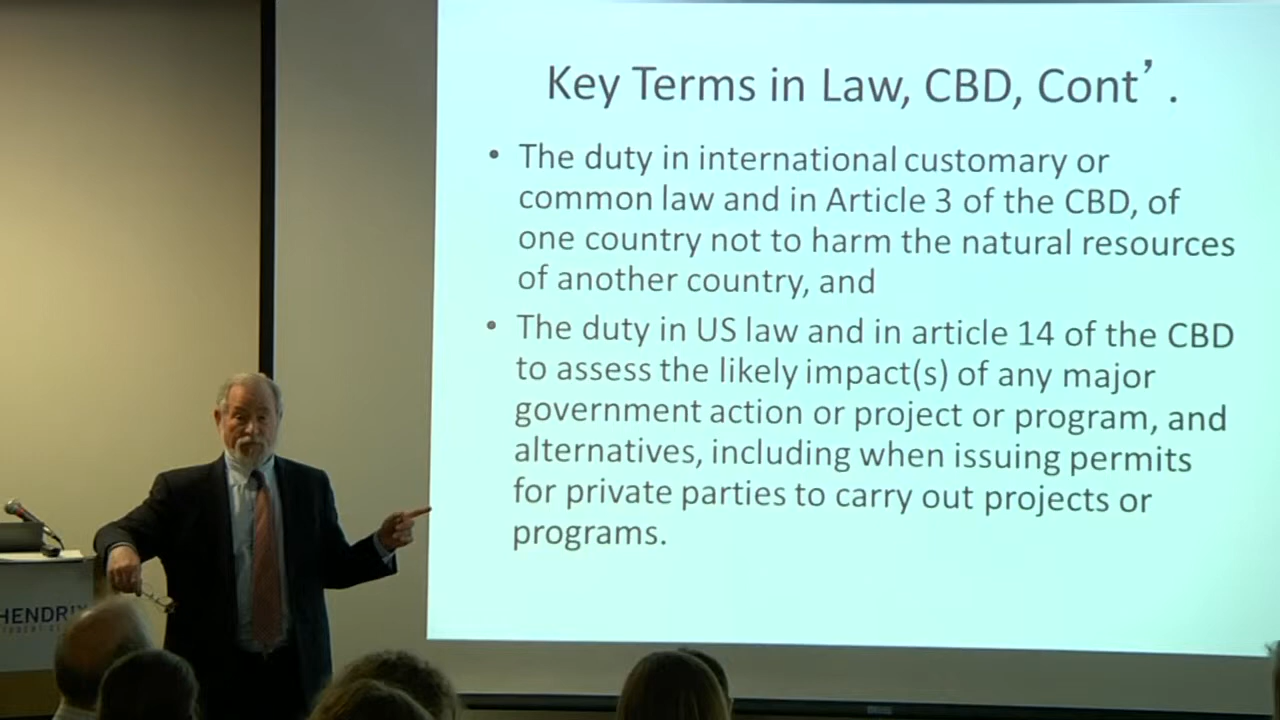 Key Terms in Law, CBD, Cont’.
• The duty in international customary or
common law and in Article 3 of the CBD, of
one country not to harm the natural resources
of another country, and
• The duty in US law and in article 14 of the CBD
to assess the likely impact(s) of any major
government action or project or program, and
alternatives, including when issuing permits
for private parties to carry out projects or
programs.
HENDRIX